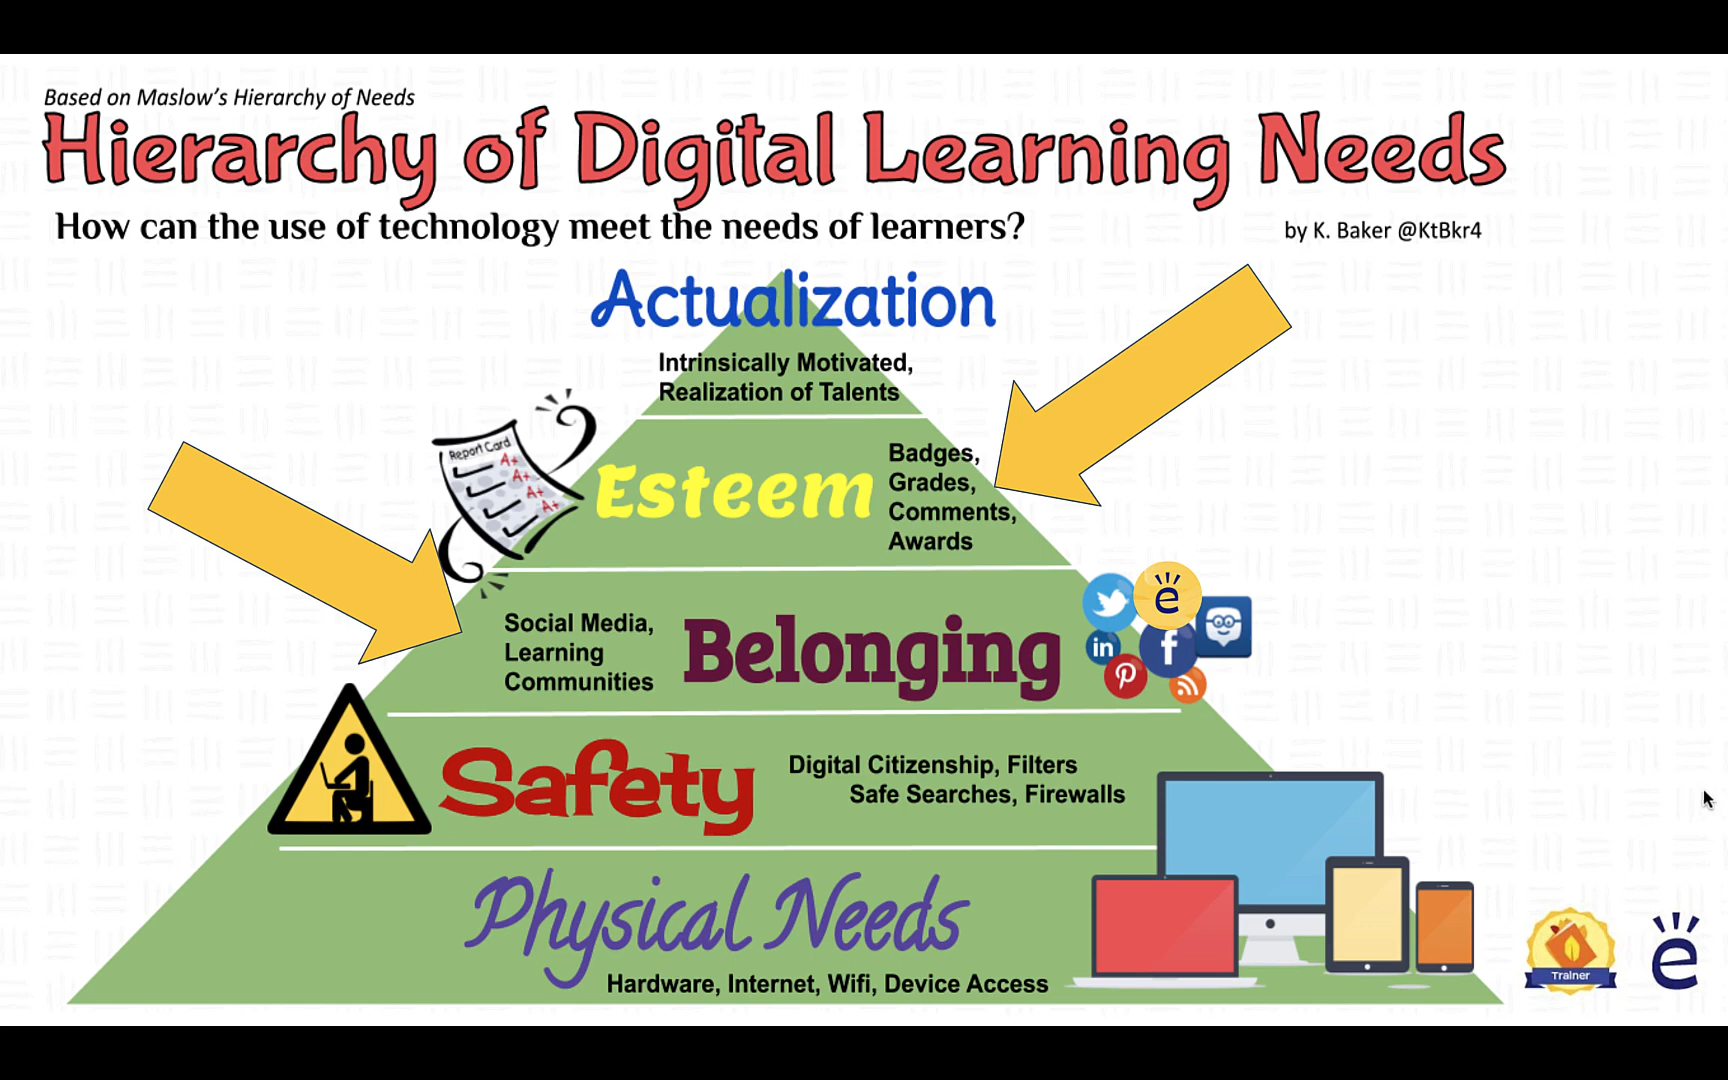 Based on Maslow's Hierarchy of Needs
Hierarchy of Digital Learning Needs
How can the use of technology meet the needs of learners?
by K. Baker @KtBkr4
Actualization
Intrinsically Motivated,
Realization of Talents
Report Card
A+
A+
A+
A+
Esteem
Badges,
Grades,
Comments,
Awards
Social Media,
Learning
Communities
Belonging
e
in
f
Safety
Digital Citizenship, Filters
Safe Searches, Firewalls
Physical Needs
Hardware, Internet, Wifi, Device Access
Trainer
e